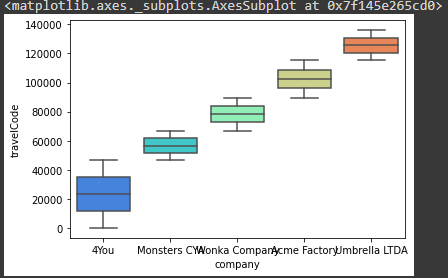 <matplotlib.axes._subplots.AxesSubplot at 0x7f145e265cd0>
140000
120000
100000
80000
60000
40000
20000
0
travelCode
4You Monsters CYA Wonka Company Acme Factory Umbrella LTDA
company